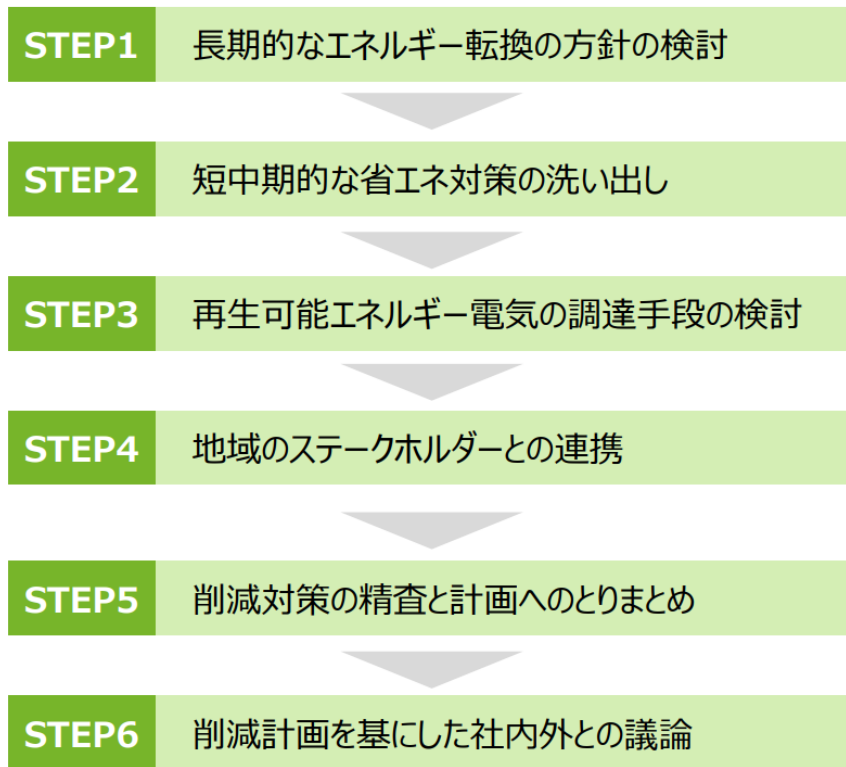 STEP1 長期的なエネルギー転換の方針の検討
STEP2 短中期的な省エネ対策の洗い出し
STEP3 再生可能エネルギー電気の調達手段の検討
STEP4 地域のステークホルダーとの連携
STEP5 削減対策の精査と計画へのとりまとめ
STEP6 削減計画を基にした社内外との議論